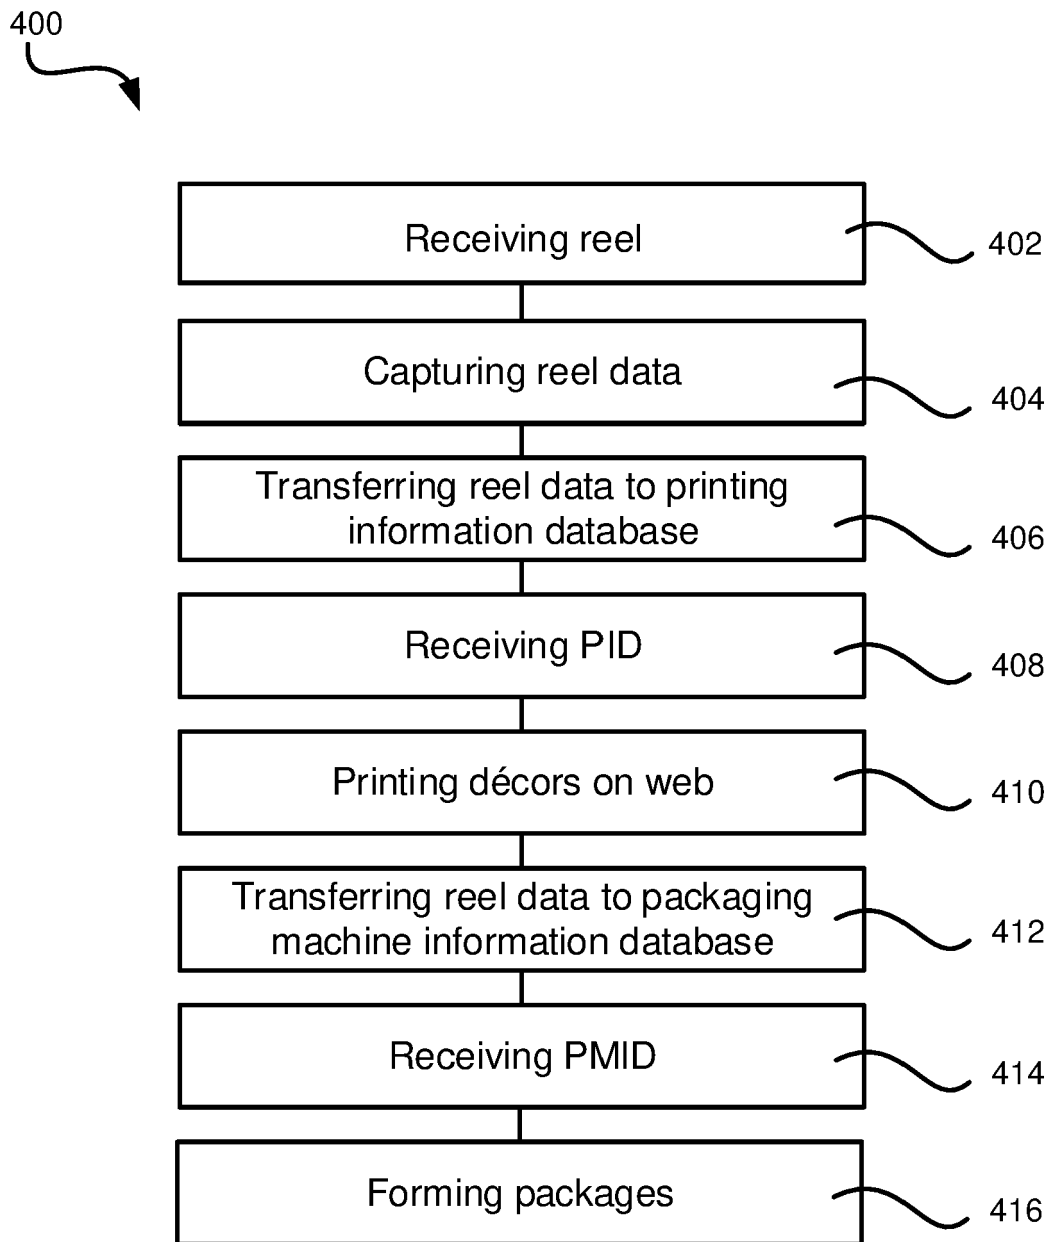 400
Receiving reel
402
Capturing reel data
404
Transferring reel data to printing
information database
406
Receiving PID
408
Printing décors on web
410
Transferring reel data to packaging
machine information database
412
Receiving PMID
414
Forming packages
416